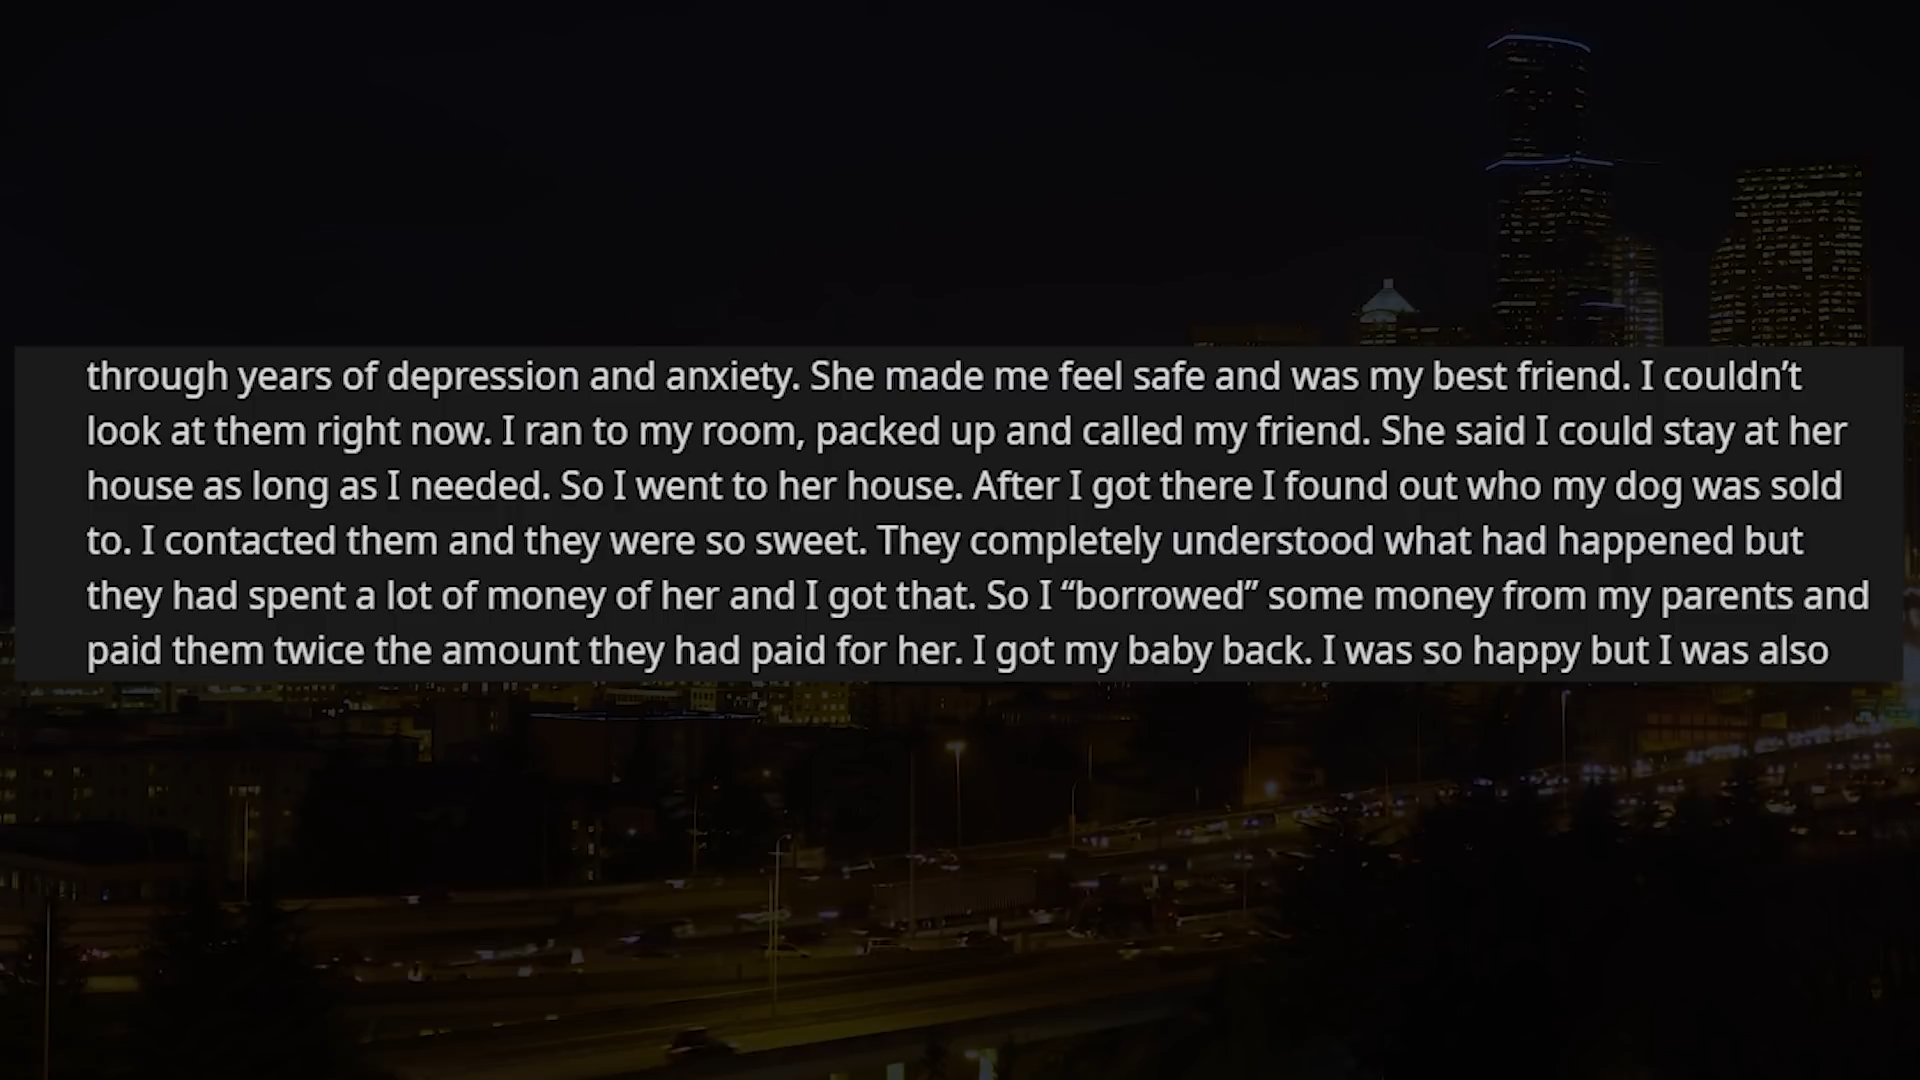 through years of depression and anxiety. She made me feel safe and was my best friend. I couldn’t
look at them right now. I ran to my room, packed up and called my friend. She said I could stay at her
house as long as I needed. So I went to her house. After I got there I found out who my dog was sold
to. I contacted them and they were so sweet. They completely understood what had happened but
they had spent a lot of money of her and I got that. So I “borrowed” some money from my parents and
paid them twice the amount they had paid for her. I got my baby back. I was so happy but I was also